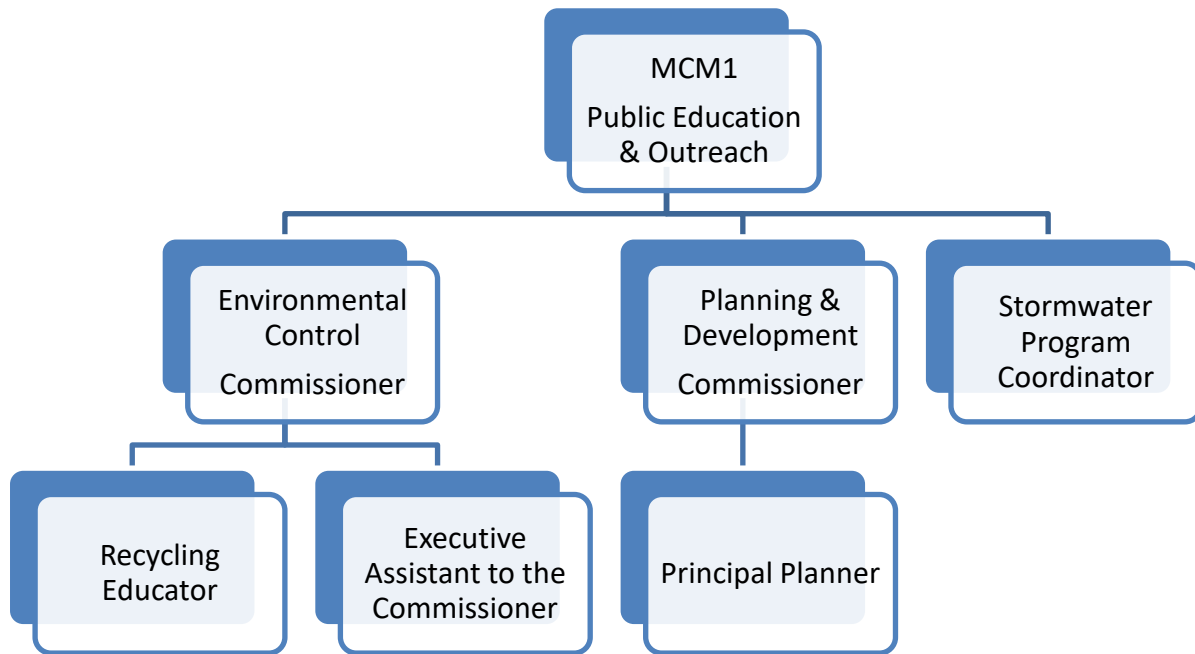 MCM1
Public Education
& Outreach
Environmental
Control
Commissioner
Planning &
Development
Commissioner
Stormwater
Program
Coordinator
Recycling
Educator
Executive
Assistant to the
Commissioner
Principal Planner